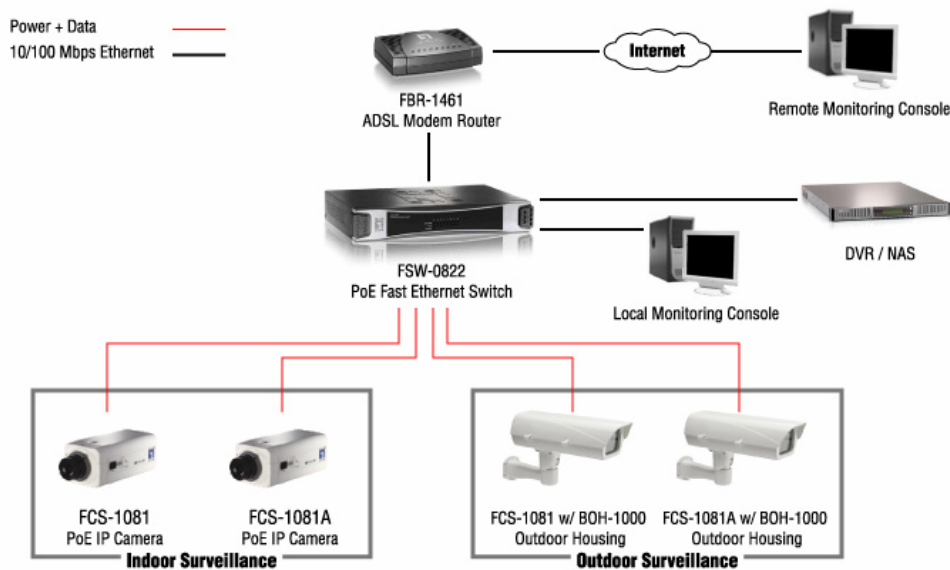 Power + Data
10/100 Mbps Ethernet
Internet
FBR-1461
ADSL Modem Router
Remote Monitoring Console
FSW-0822
PoE Fast Ethernet Switch
DVR / NAS
Local Monitoring Console
FCS-1081
PoE IP Camera
FCS-1081A
PoE IP Camera
Indoor Surveillance
FCS-1081 w/ BOH-1000
Outdoor Housing
FCS-1081A w/ BOH-1000
Outdoor Housing
Outdoor Surveillance